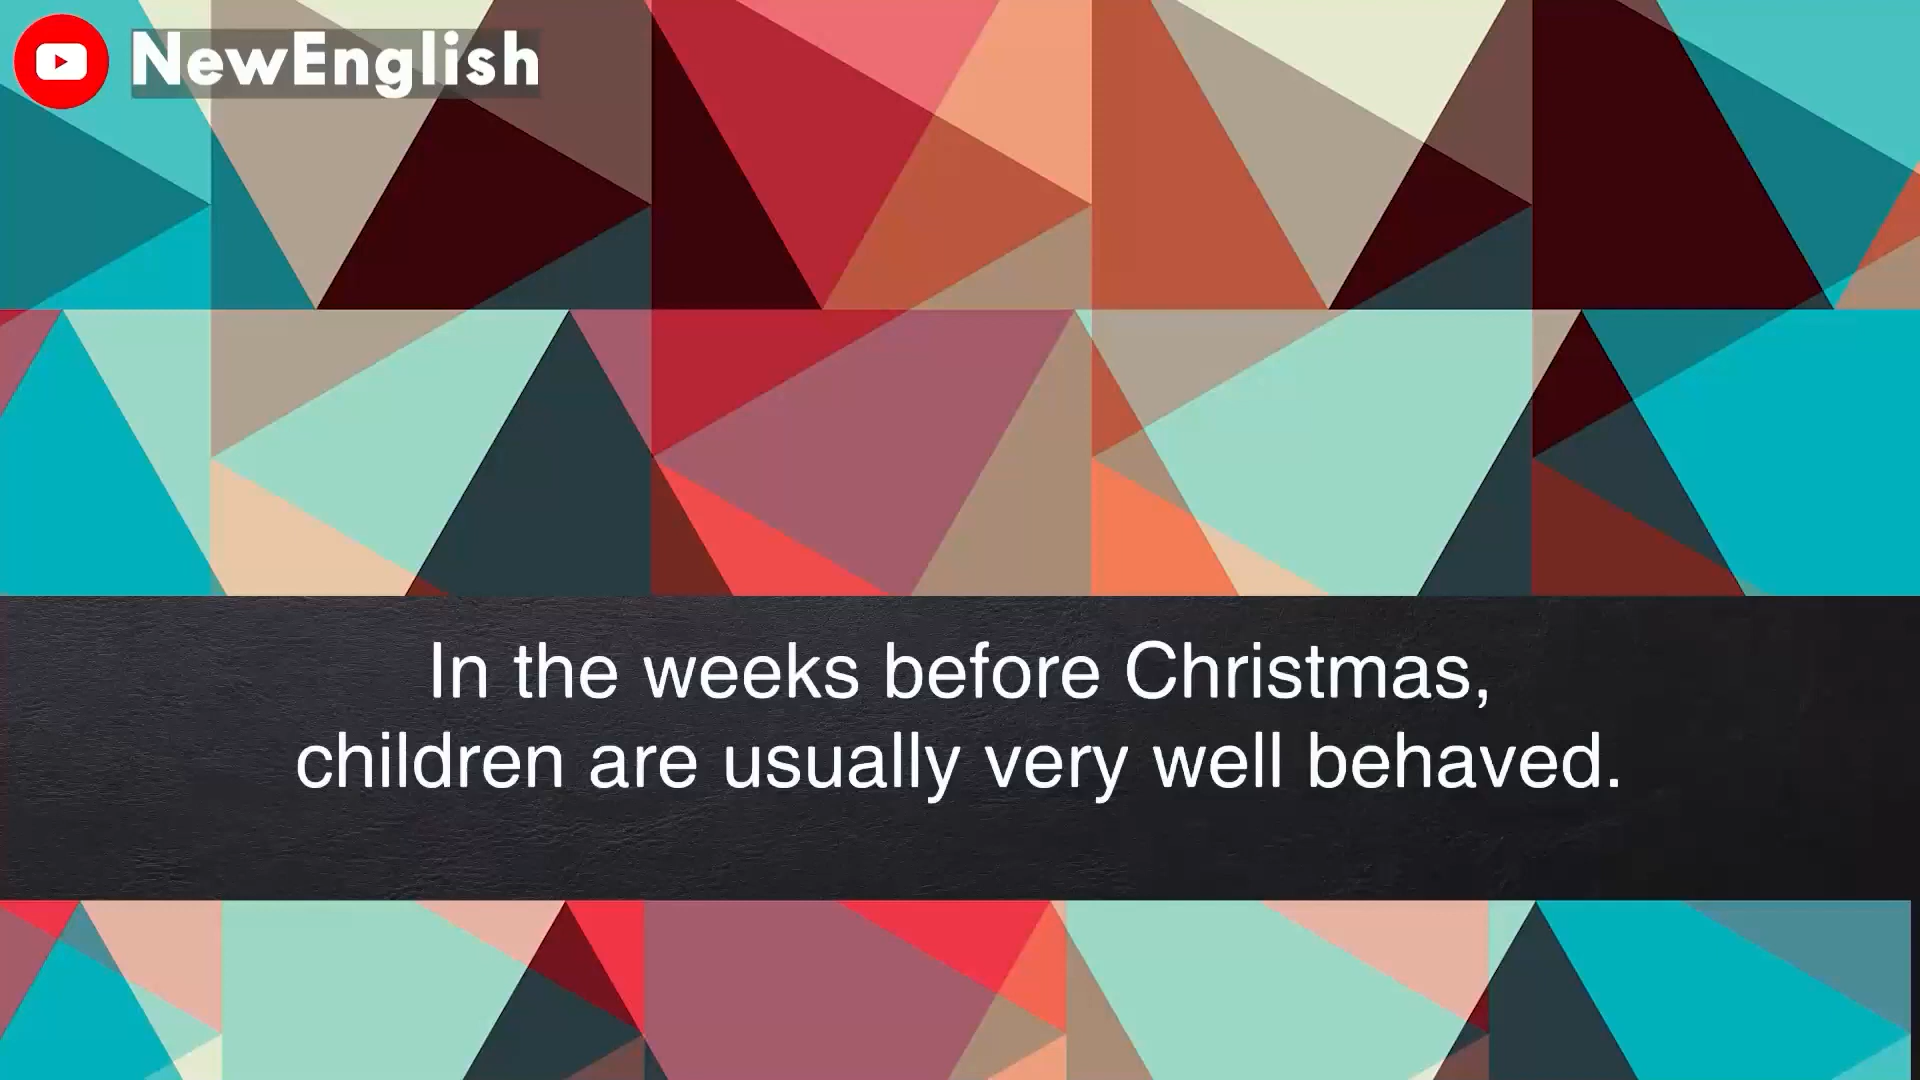 NewEnglish
In the weeks before Christmas,
children are usually very well behaved.